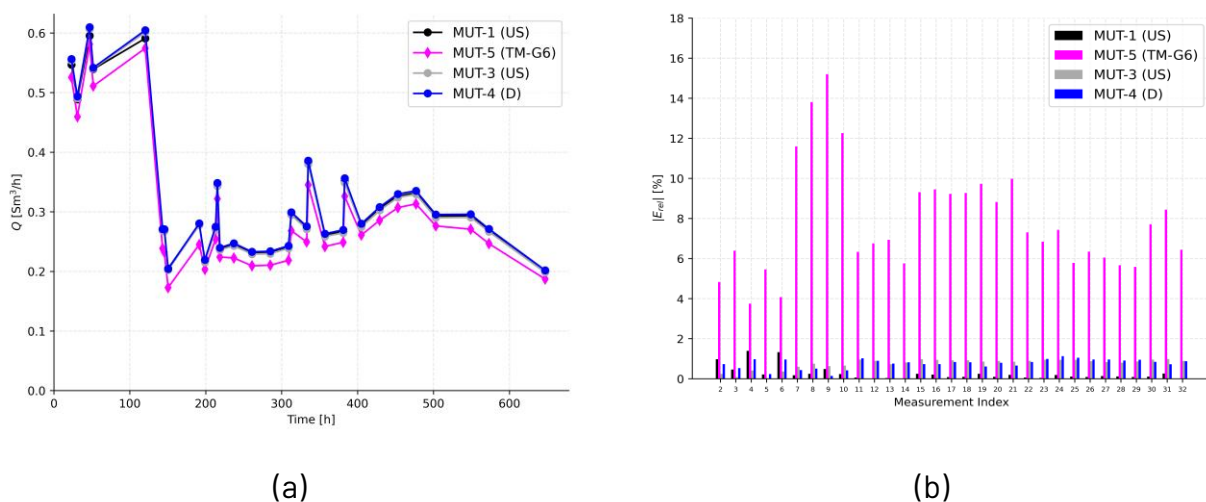 0.6
0.5
0.4
0.3
0.2
0.1
0.0
Q [Sm³/h]
0 100 200 300 400 500 600
Time [h]
MUT-1 (US)
MUT-5 (TM-G6)
MUT-3 (US)
MUT-4 (D)
(a)
18
16
14
12
10
8
6
4
2
0
|E_rel| [%]
2 3 4 5 6 7 8 9 10 11 12 13 14 15 16 17 18 19 20 21 22 23 24 25 26 27 28 29 30 31 32
Measurement Index
MUT-1 (US)
MUT-5 (TM-G6)
MUT-3 (US)
MUT-4 (D)
(b)